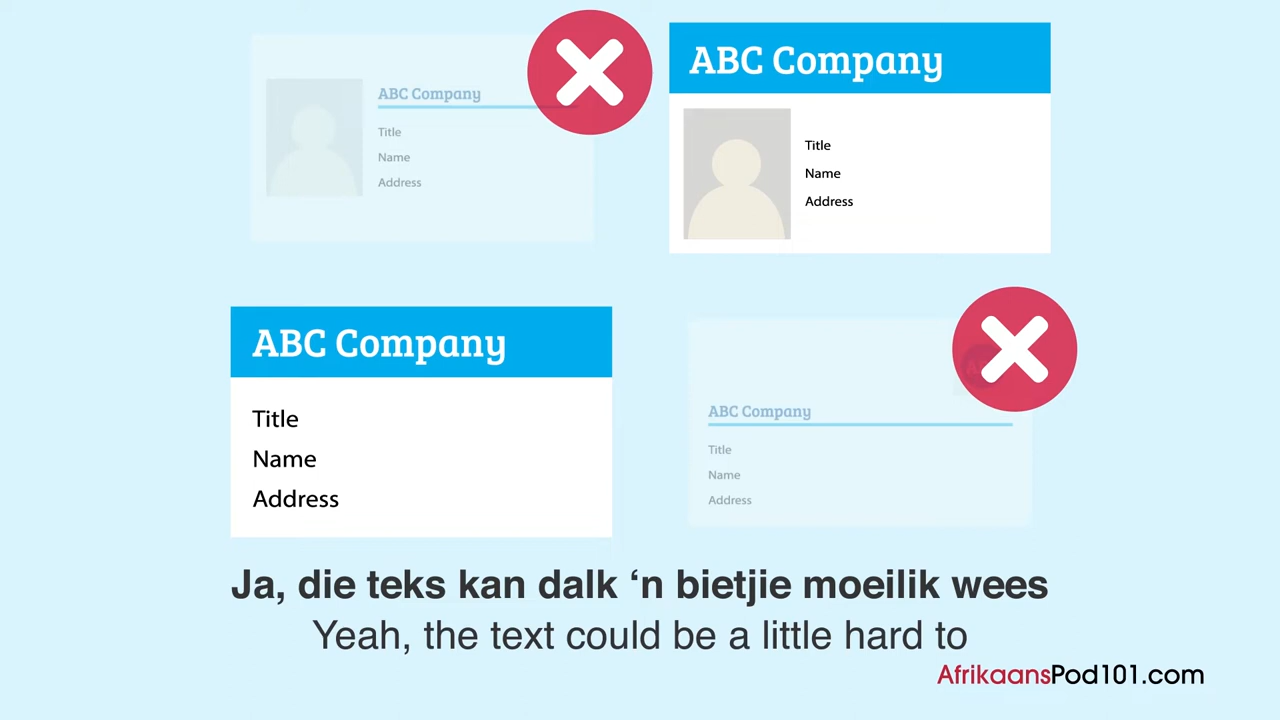 ABC Company
Title
Name
Address
ABC Company
Title
Name
Address
ABC Company
Title
Name
Address
ABC Company
Title
Name
Address
Ja, die teks kan dalk ‘n bietjie moeilik wees
Yeah, the text could be a little hard to
AfrikaansPod101.com